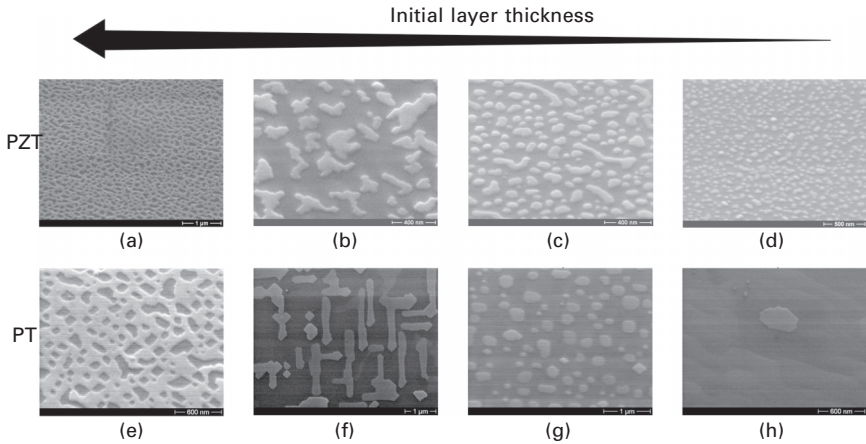 Initial layer thickness
PZT
1 µm
400 nm
400 nm
500 nm
(a)
(b)
(c)
(d)
PT
600 nm
1 µm
1 µm
600 nm
(e)
(f)
(g)
(h)